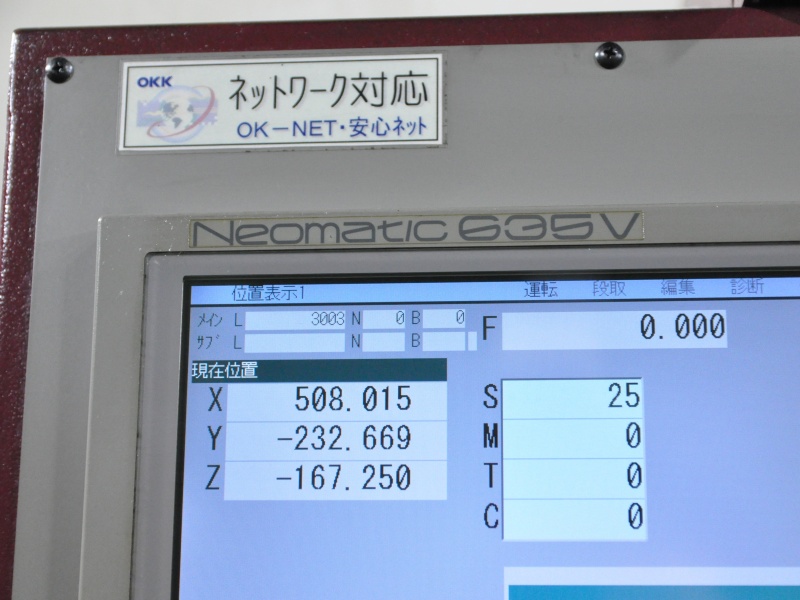 OKK
ネットワーク対応
OK－NET・安心ネット
Neomatic 635V
位置表示1 運転 段取 編集 診断
メイン L 3003 N 0 B 0
サブ L N B
F 0.000
現在位置
X 508.015
Y -232.669
Z -167.250
S 25
M 0
T 0
C 0